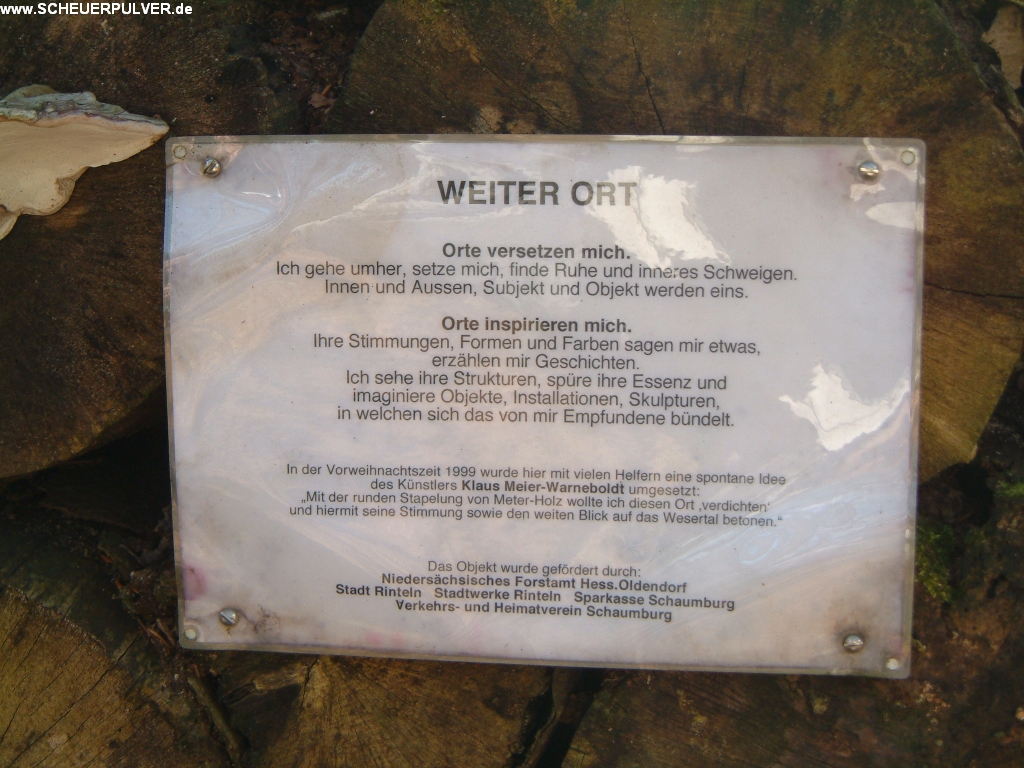 www.SCHEUERPULVER.de
WEITER ORT
Orte versetzen mich.
Ich gehe umher, setze mich, finde Ruhe und inneres Schweigen.
Innen und Aussen, Subjekt und Objekt werden eins.
Orte inspirieren mich.
Ihre Stimmungen, Formen und Farben sagen mir etwas,
erzählen mir Geschichten.
Ich sehe ihre Strukturen, spüre ihre Essenz und
imaginiere Objekte, Installationen, Skulpturen,
in welchen sich das von mir Empfundene bündelt.
In der Vorweihnachtszeit 1999 wurde hier mit vielen Helfern eine spontane Idee
des Künstlers Klaus Meier-Warneboldt umgesetzt:
„Mit der runden Stapelung von Meter-Holz wollte ich diesen Ort ‚verdichten‘
und hiermit seine Stimmung sowie den weiten Blick auf das Wesertal betonen.“
Das Objekt wurde gefördert durch:
Niedersächsisches Forstamt Hess.Oldendorf
Stadt Rinteln Stadtwerke Rinteln Sparkasse Schaumburg
Verkehrs- und Heimatverein Schaumburg